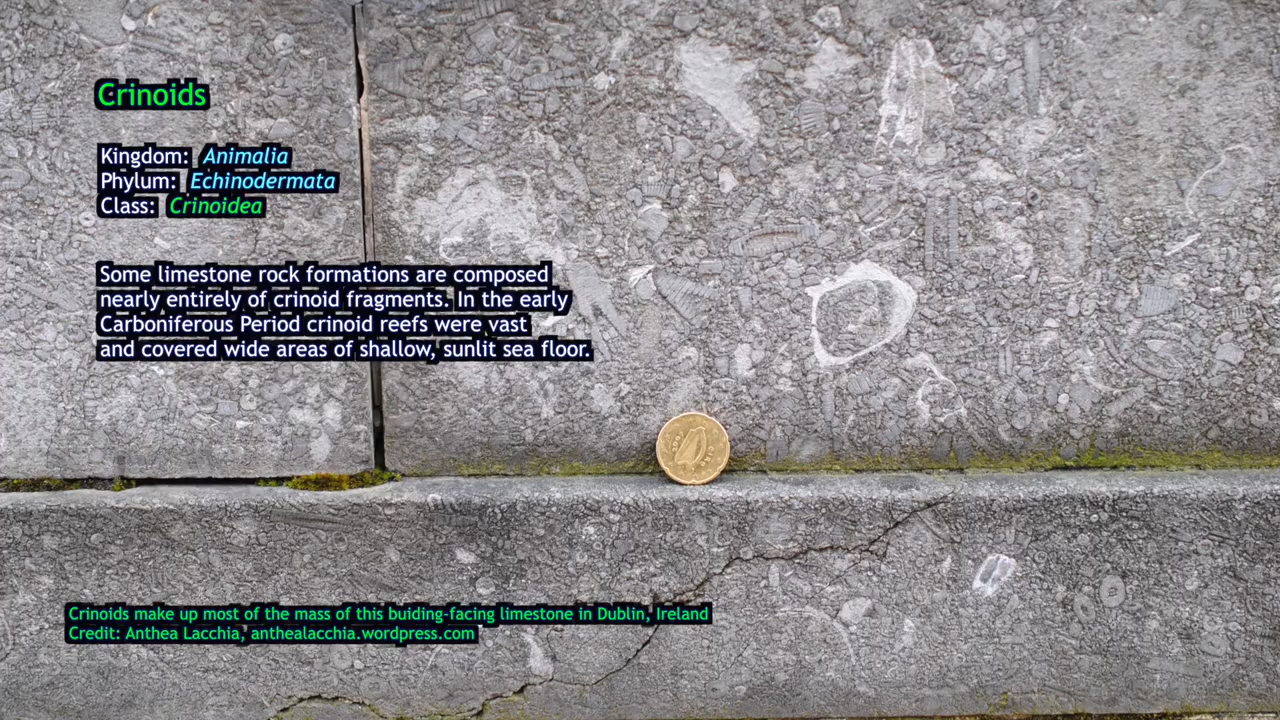 Crinoids
Kingdom: Animalia
Phylum: Echinodermata
Class: Crinoidea
Some limestone rock formations are composed
nearly entirely of crinoid fragments. In the early
Carboniferous Period crinoid reefs were vast
and covered wide areas of shallow, sunlit sea floor.
Crinoids make up most of the mass of this buiding-facing limestone in Dublin, Ireland
Credit: Anthea Lacchia, anthealacchia.wordpress.com